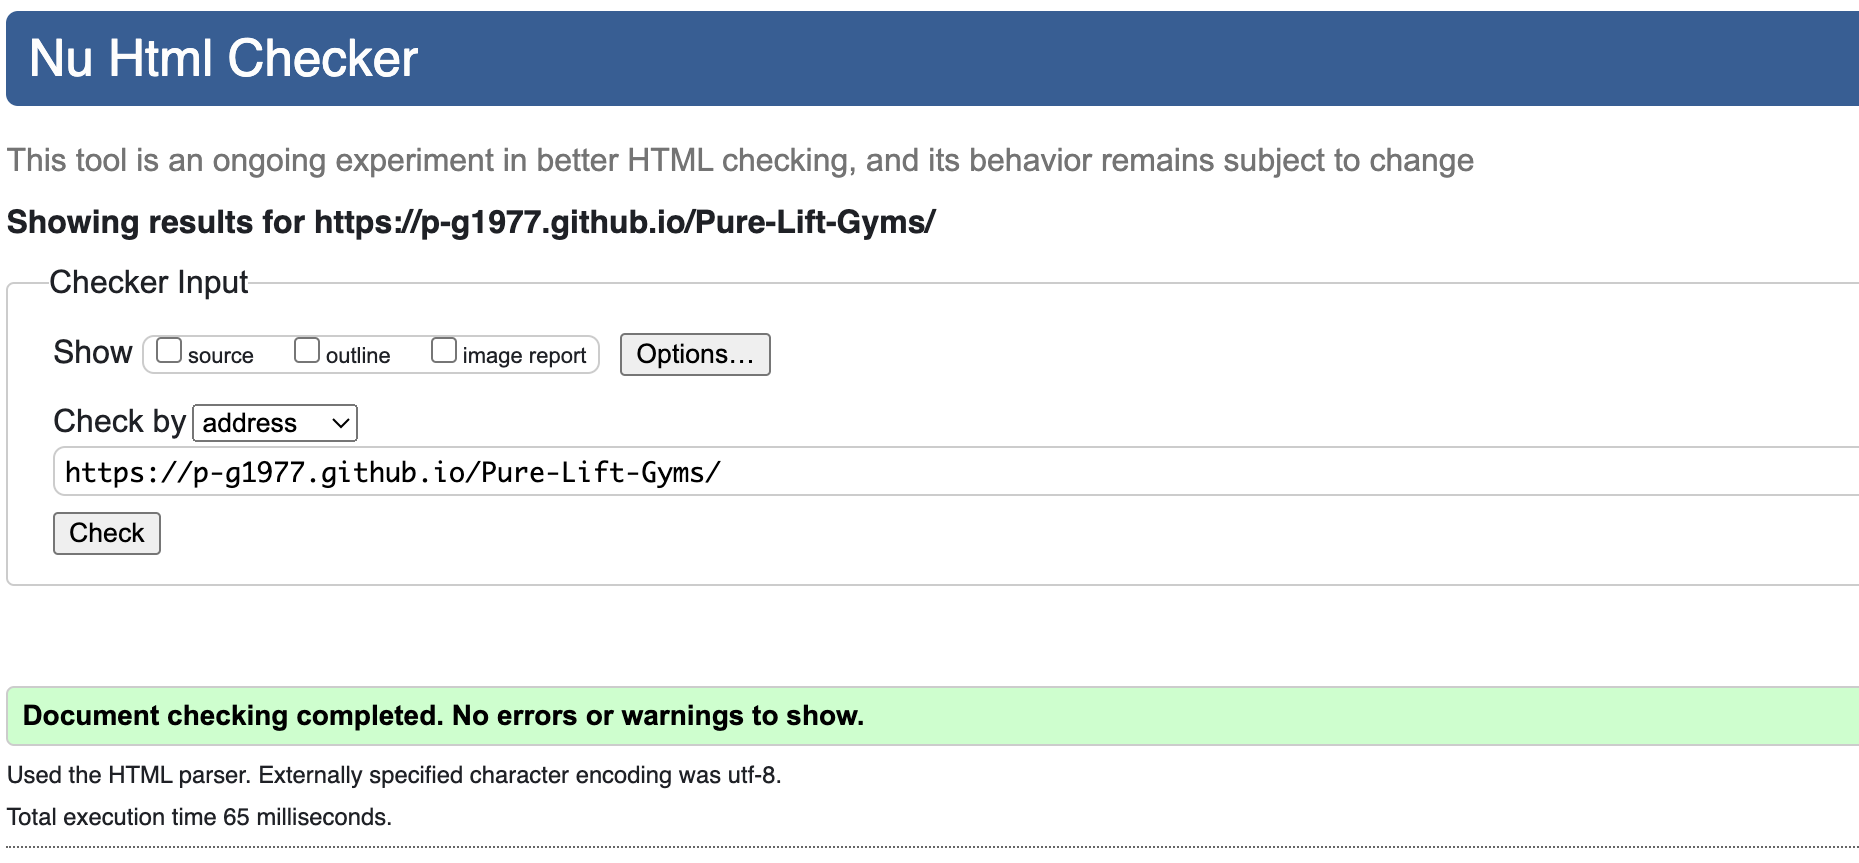 Nu Html Checker
This tool is an ongoing experiment in better HTML checking, and its behavior remains subject to change
Showing results for https://p-g1977.github.io/Pure-Lift-Gyms/
Checker Input
Show source outline image report Options…
Check by address
https://p-g1977.github.io/Pure-Lift-Gyms/
Check
Document checking completed. No errors or warnings to show.
Used the HTML parser. Externally specified character encoding was utf-8.
Total execution time 65 milliseconds.